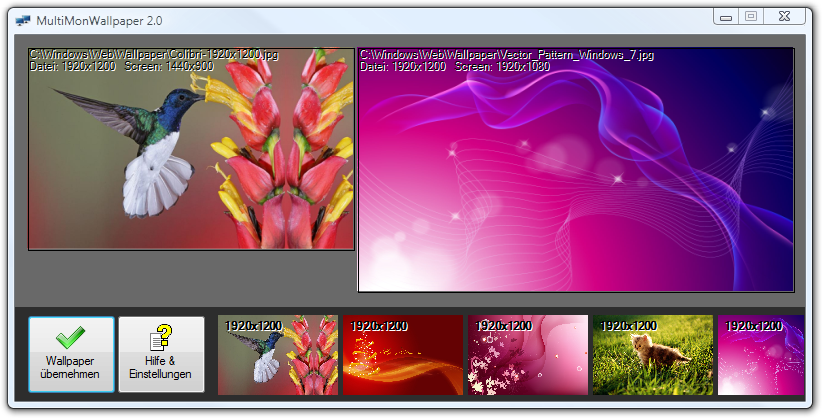 MultiMonWallpaper 2.0
C:\Windows\Web\Wallpaper\Colibri-1920x1200.jpg
Datei: 1920x1200 Screen: 1440x900
C:\Windows\Web\Wallpaper\Vector_Pattern_Windows_7.jpg
Datei: 1920x1200 Screen: 1920x1080
Wallpaper
übernehmen
Hilfe &
Einstellungen
1920x1200
1920x1200
1920x1200
1920x1200
1920x1200